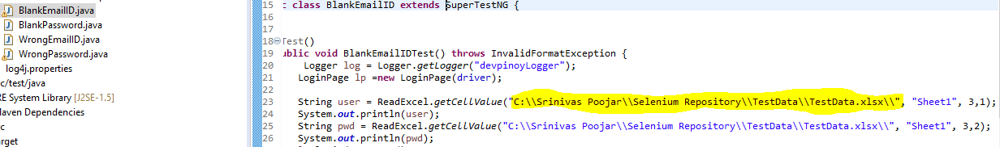 BlankEmailID.java
BlankPassword.java
WrongEmailID.java
WrongPassword.java
log4j.properties
c/test/java
RE System Library [J2SE-1.5]
Maven Dependencies
c
arget
15 c class BlankEmailID extends SuperTestNG {
16
17
18 Test()
19 ublic void BlankEmailIDTest() throws InvalidFormatException {
20 Logger log = Logger.getLogger("devpinoyLogger");
21 LoginPage lp =new LoginPage(driver);
22
23 String user = ReadExcel.getCellValue("C:\\Srinivas Poojar\\Selenium Repository\\TestData\\TestData.xlsx\\", "Sheet1", 3,1);
24 System.out.println(user);
25 String pwd = ReadExcel.getCellValue("C:\\Srinivas Poojar\\Selenium Repository\\TestData\\TestData.xlsx\\", "Sheet1", 3,2);
26 System.out.println(pwd);